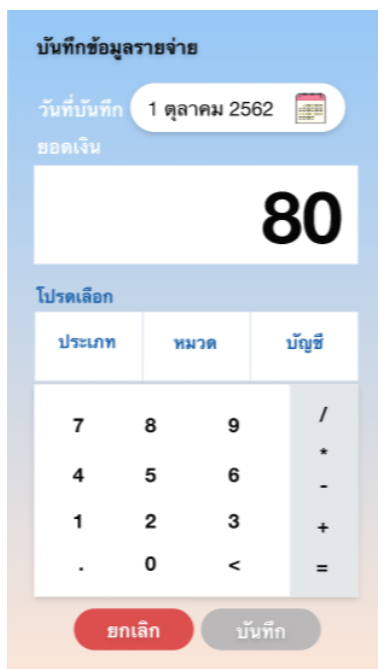 บันทึกข้อมูลรายจ่าย
วันที่บันทึก 1 ตุลาคม 2562
ยอดเงิน
80
โปรดเลือก
ประเภท หมวด บัญชี
7 8 9 /
*
4 5 6 -
1 2 3 +
. 0 < =
ยกเลิก บันทึก